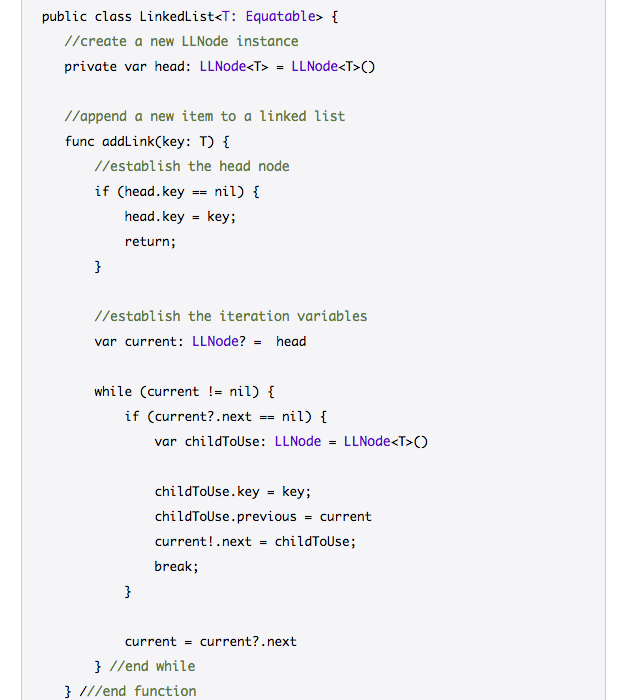 public class LinkedList<T: Equatable> {
//create a new LLNode instance
private var head: LLNode<T> = LLNode<T>()
//append a new item to a linked list
func addLink(key: T) {
//establish the head node
if (head.key == nil) {
head.key = key;
return;
}
//establish the iteration variables
var current: LLNode? =  head
while (current != nil) {
if (current?.next == nil) {
var childToUse: LLNode = LLNode<T>()
childToUse.key = key;
childToUse.previous = current
current!.next = childToUse;
break;
}
current = current?.next
} //end while
} ///end function